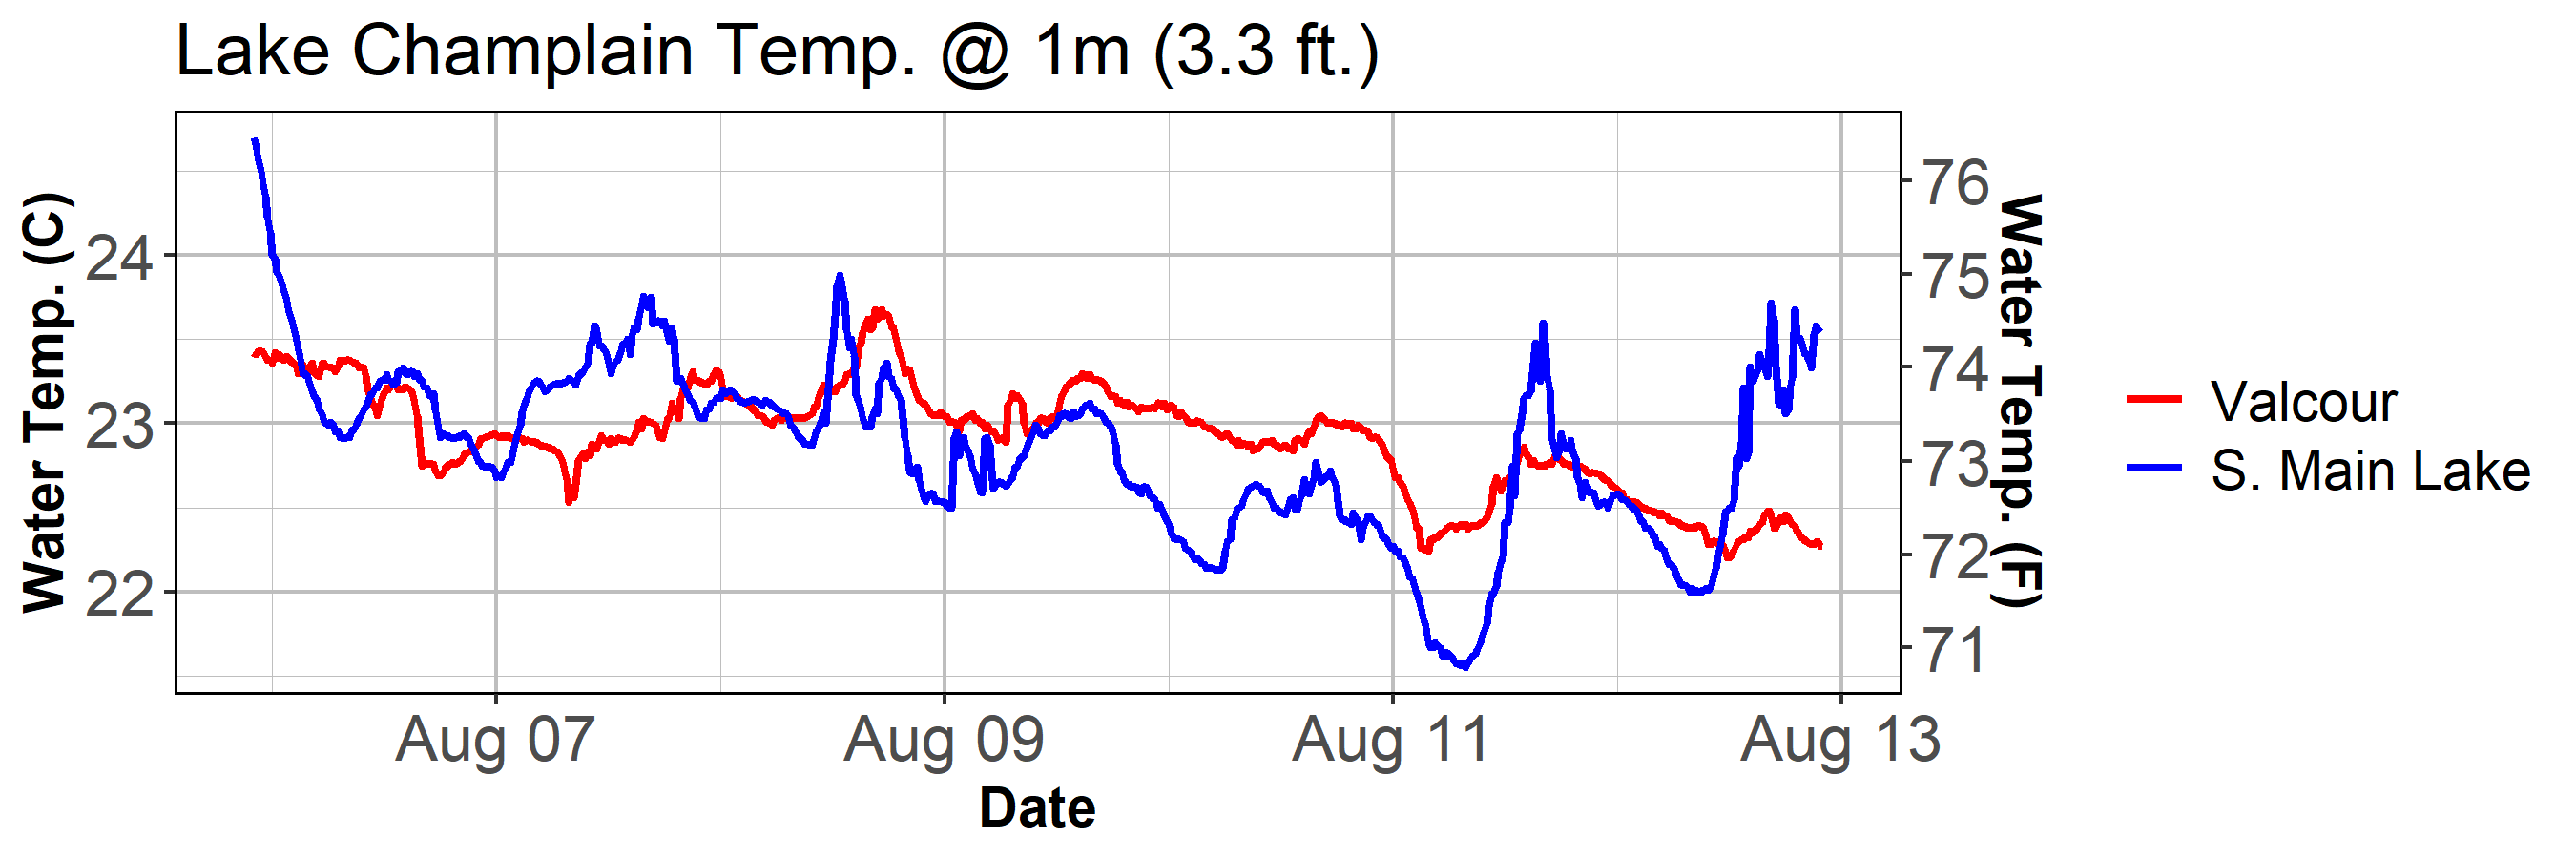 Lake Champlain Temp. @ 1m (3.3 ft.)
Water Temp. (C)
24
23
22
76
75
74
73
72
71
Water Temp. (F)
Aug 07
Aug 09
Aug 11
Aug 13
Date
Valcour
S. Main Lake